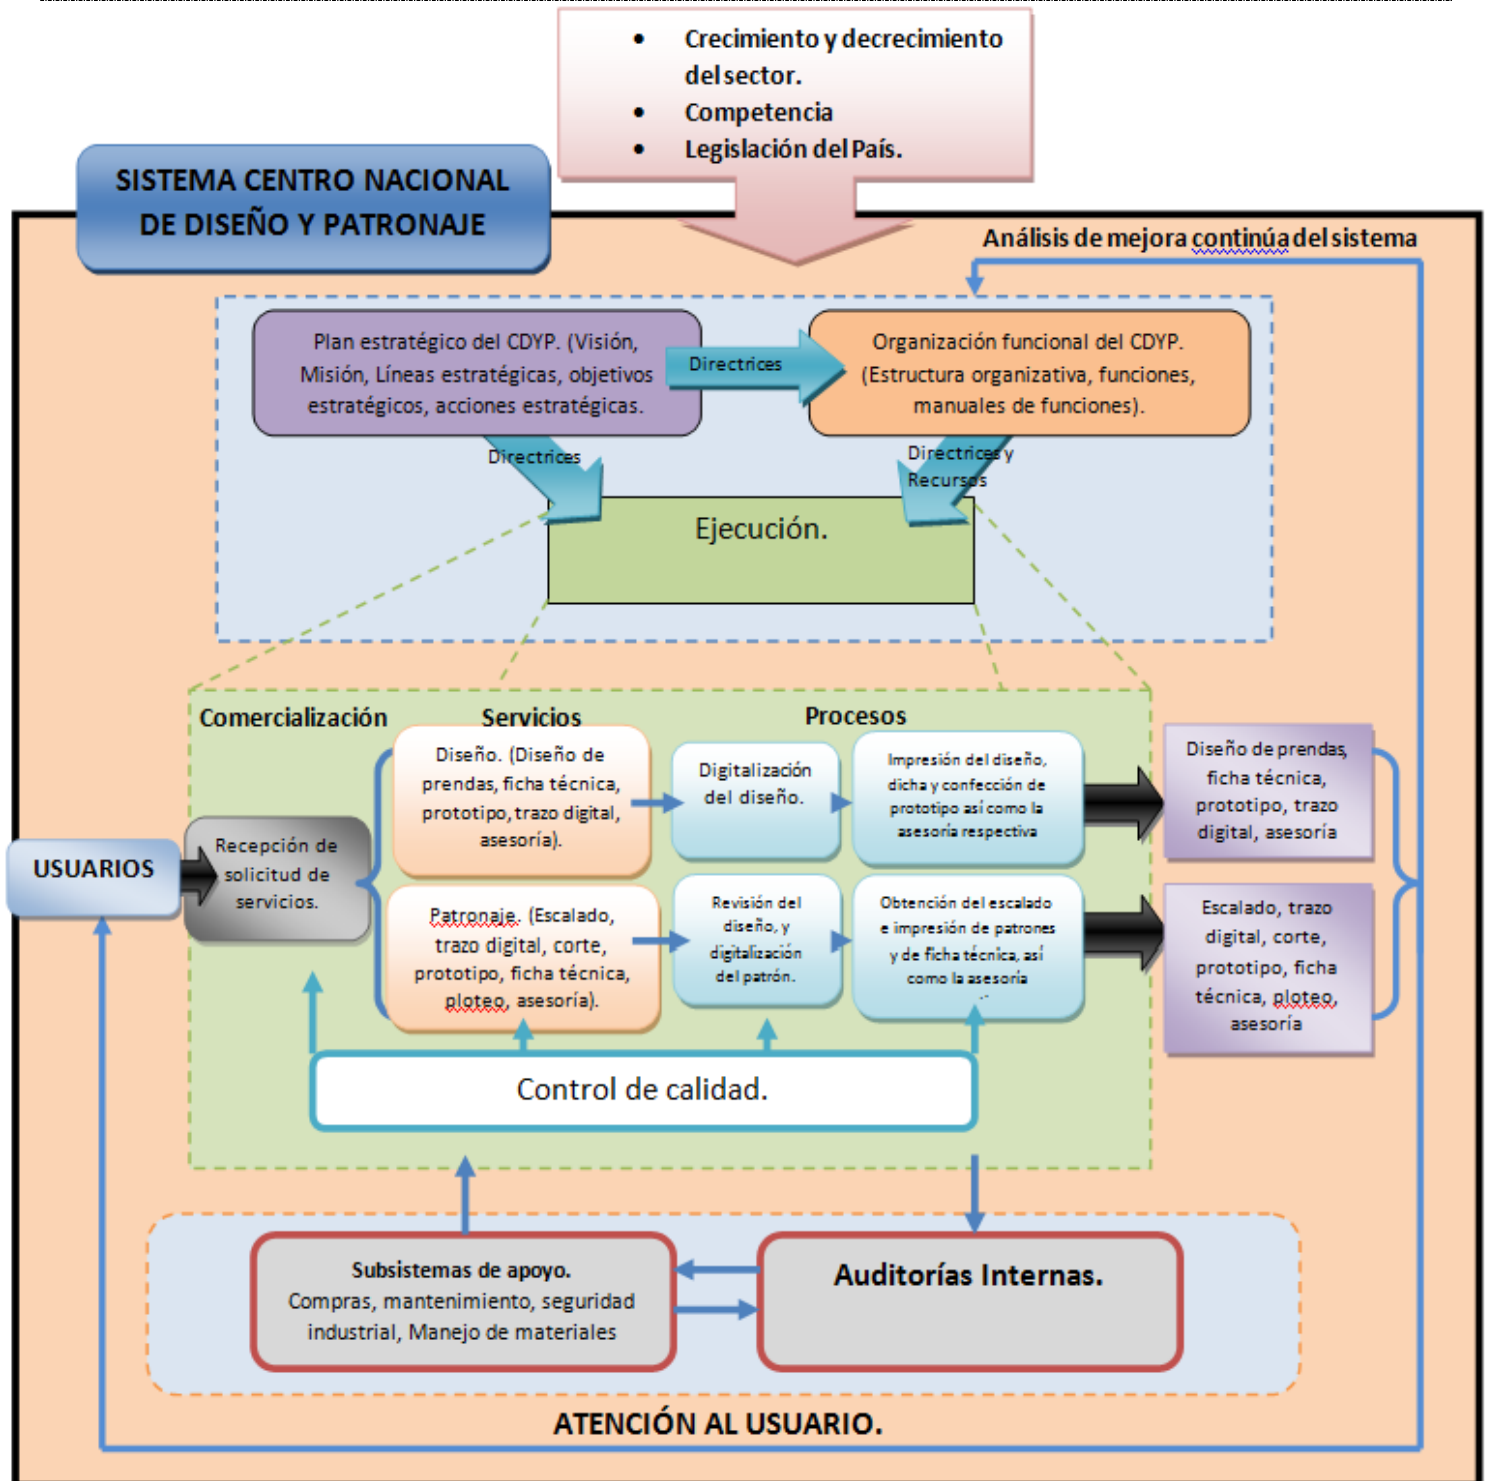 • Crecimiento y decrecimiento
del sector.
• Competencia
• Legislación del País.
SISTEMA CENTRO NACIONAL
DE DISEÑO Y PATRONAJE
Análisis de mejora continúa del sistema
Plan estratégico del CDYP. (Visión,
Misión, Líneas estratégicas, objetivos
estratégicos, acciones estratégicas.
Directrices
Organización funcional del CDYP.
(Estructura organizativa, funciones,
manuales de funciones).
Directrices
Directrices y
Recursos
Ejecución.
Comercialización
Servicios
Procesos
USUARIOS
Recepción de
solicitud de
servicios.
Diseño. (Diseño de
prendas, ficha técnica,
prototipo, trazo digital,
asesoría).
Digitalización
del diseño.
Impresión del diseño,
dicha y confección de
prototipo así como la
asesoría respectiva
Diseño de prendas,
ficha técnica,
prototipo, trazo
digital, asesoría
Patronaje. (Escalado,
trazo digital, corte,
prototipo, ficha técnica,
ploteo, asesoría).
Revisión del
diseño, y
digitalización
del patrón.
Obtención del escalado
e impresión de patrones
y de ficha técnica, así
como la asesoría
Escalado, trazo
digital, corte,
prototipo, ficha
técnica, ploteo,
asesoría
Control de calidad.
Subsistemas de apoyo.
Compras, mantenimiento, seguridad
industrial, Manejo de materiales
Auditorías Internas.
ATENCIÓN AL USUARIO.